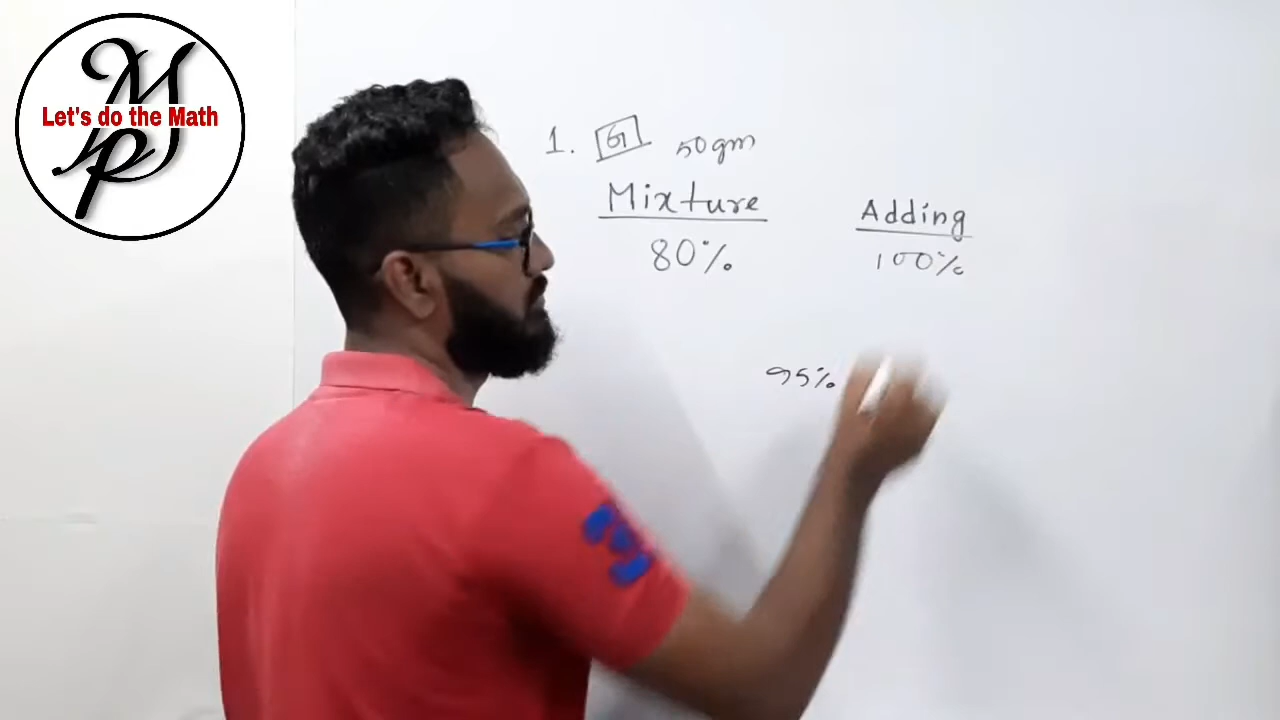 Let's do the Math
1. গ 50gm
Mixture
Adding
80%
100%
95%